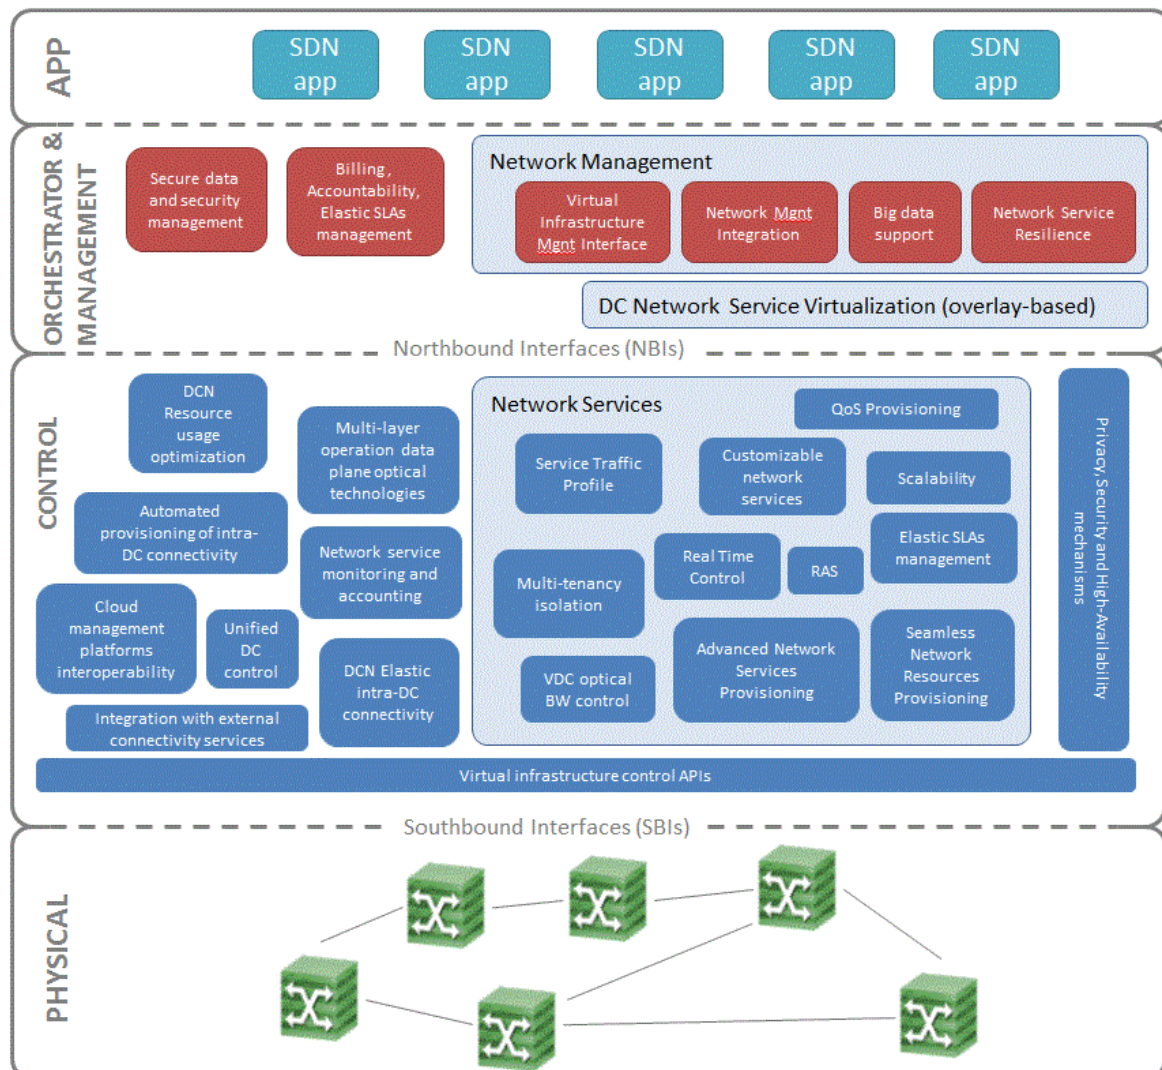 APP
SDN
app
SDN
app
SDN
app
SDN
app
SDN
app
ORCHESTRATOR &
MANAGEMENT
Secure data
and security
management
Billing ,
Accountability,
Elastic SLAs
management
Network Management
Virtual
Infrastructure
Mgnt Interface
Network Mgnt
Integration
Big data
support
Network Service
Resilience
DC Network Service Virtualization (overlay-based)
Northbound Interfaces (NBIs)
CONTROL
DCN
Resource
usage
optimization
Multi-layer
operation data
plane optical
technologies
Automated
provisioning of intra-
DC connectivity
Network service
monitoring and
accounting
Cloud
management
platforms
interoperability
Unified
DC control
DCN Elastic
intra-DC
connectivity
Integration with external
connectivity services
Network Services
QoS Provisioning
Service Traffic
Profile
Customizable
network
services
Scalability
Elastic SLAs
management
Real Time
Control
RAS
Multi-tenancy
isolation
VDC optical
BW control
Advanced Network
Services
Provisioning
Seamless
Network
Resources
Provisioning
Privacy, Security and High-Availability
mechanisms
Virtual infrastructure control APIs
Southbound Interfaces (SBIs)
PHYSICAL